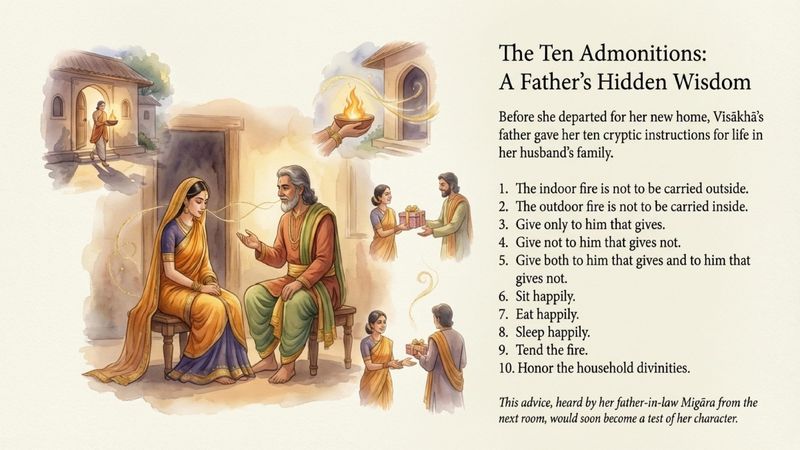 The Ten Admonitions:
A Father's Hidden Wisdom
Before she departed for her new home, Visākhā's
father gave her ten cryptic instructions for life in
her husband's family.
1. The indoor fire is not to be carried outside.
2. The outdoor fire is not to be carried inside.
3. Give only to him that gives.
4. Give not to him that gives not.
5. Give both to him that gives and to him that
gives not.
6. Sit happily.
7. Eat happily.
8. Sleep happily.
9. Tend the fire.
10. Honor the household divinities.
This advice, heard by her father-in-law Migāra from the
next room, would soon become a test of her character.